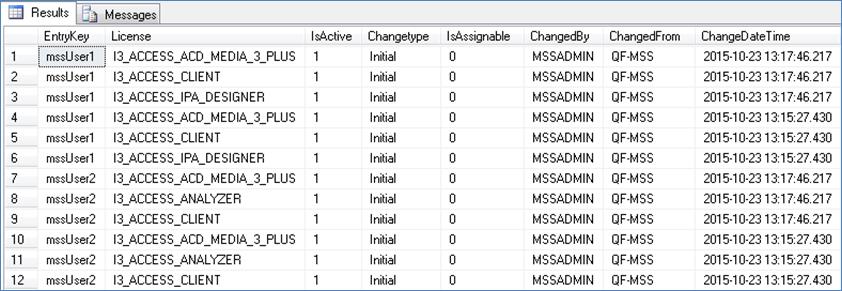 Results Messages
EntryKey License IsActive Changetype IsAssignable ChangedBy ChangedFrom ChangeDateTime
1 mssUser1 I3_ACCESS_ACD_MEDIA_3_PLUS 1 Initial 0 MSSADMIN QF-MSS 2015-10-23 13:17:46.217
2 mssUser1 I3_ACCESS_CLIENT 1 Initial 0 MSSADMIN QF-MSS 2015-10-23 13:17:46.217
3 mssUser1 I3_ACCESS_IPA_DESIGNER 1 Initial 0 MSSADMIN QF-MSS 2015-10-23 13:17:46.217
4 mssUser1 I3_ACCESS_ACD_MEDIA_3_PLUS 1 Initial 0 MSSADMIN QF-MSS 2015-10-23 13:15:27.430
5 mssUser1 I3_ACCESS_CLIENT 1 Initial 0 MSSADMIN QF-MSS 2015-10-23 13:15:27.430
6 mssUser1 I3_ACCESS_IPA_DESIGNER 1 Initial 0 MSSADMIN QF-MSS 2015-10-23 13:15:27.430
7 mssUser2 I3_ACCESS_ACD_MEDIA_3_PLUS 1 Initial 0 MSSADMIN QF-MSS 2015-10-23 13:17:46.217
8 mssUser2 I3_ACCESS_ANALYZER 1 Initial 0 MSSADMIN QF-MSS 2015-10-23 13:17:46.217
9 mssUser2 I3_ACCESS_CLIENT 1 Initial 0 MSSADMIN QF-MSS 2015-10-23 13:17:46.217
10 mssUser2 I3_ACCESS_ACD_MEDIA_3_PLUS 1 Initial 0 MSSADMIN QF-MSS 2015-10-23 13:15:27.430
11 mssUser2 I3_ACCESS_ANALYZER 1 Initial 0 MSSADMIN QF-MSS 2015-10-23 13:15:27.430
12 mssUser2 I3_ACCESS_CLIENT 1 Initial 0 MSSADMIN QF-MSS 2015-10-23 13:15:27.430